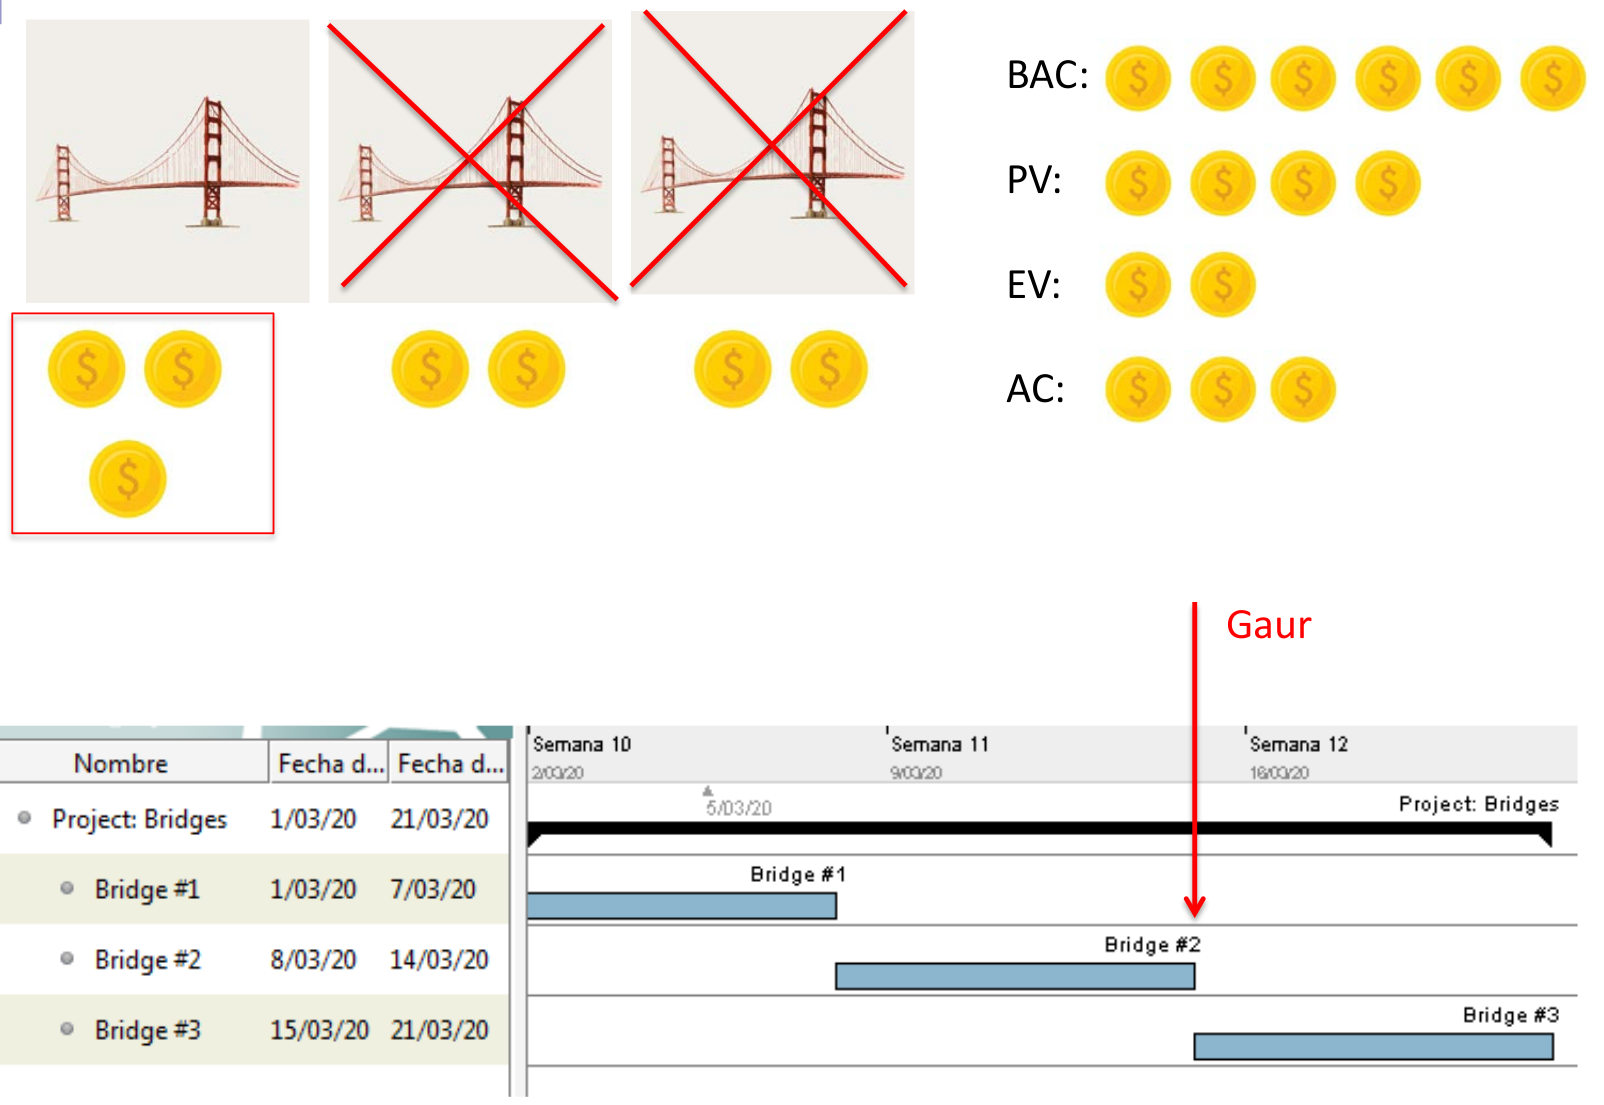 BAC:
PV:
EV:
AC:
Gaur
Nombre Fecha d... Fecha d...
Project: Bridges 1/03/20 21/03/20
Bridge #1 1/03/20 7/03/20
Bridge #2 8/03/20 14/03/20
Bridge #3 15/03/20 21/03/20
Semana 10 Semana 11 Semana 12
2/03/20 9/03/20 16/03/20
5/03/20
Project: Bridges
Bridge #1
Bridge #2
Bridge #3